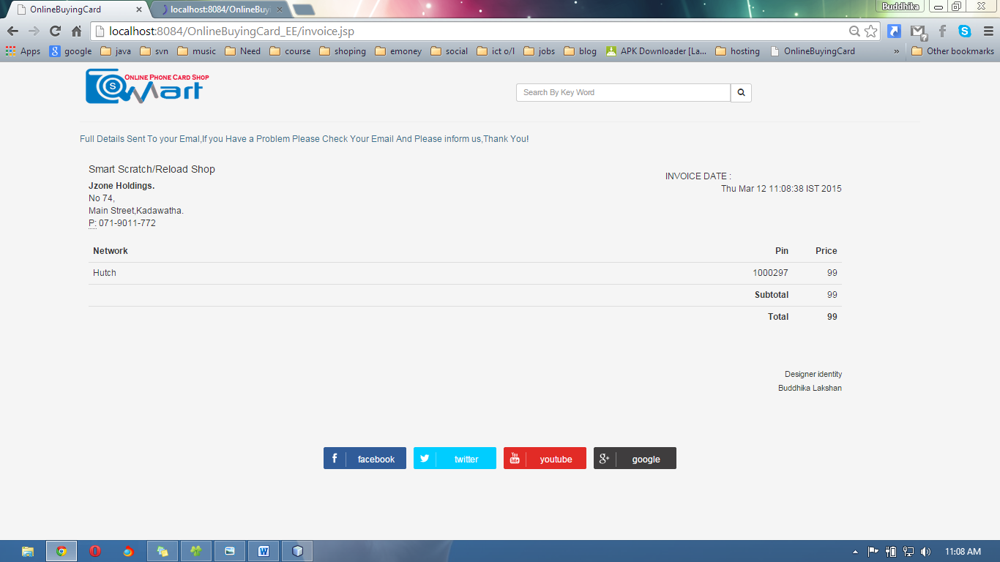 OnlineBuyingCard
localhost:8084/OnlineBuyi
Buddhika
localhost:8084/OnlineBuyingCard_EE/invoice.jsp
Apps google java svn music Need course shoping emoney social ict o/l jobs blog APK Downloader [La... hosting OnlineBuyingCard » Other bookmarks
Online Phone Card Shop
S Mart
Search By Key Word
Full Details Sent To your Emal,If you Have a Problem Please Check Your Email And Please inform us,Thank You!
Smart Scratch/Reload Shop
Jzone Holdings.
No 74,
Main Street,Kadawatha.
P: 071-9011-772
INVOICE DATE :
Thu Mar 12 11:08:38 IST 2015
Network Pin Price
Hutch 1000297 99
Subtotal 99
Total 99
Designer identity
Buddhika Lakshan
facebook twitter youtube google
11:08 AM